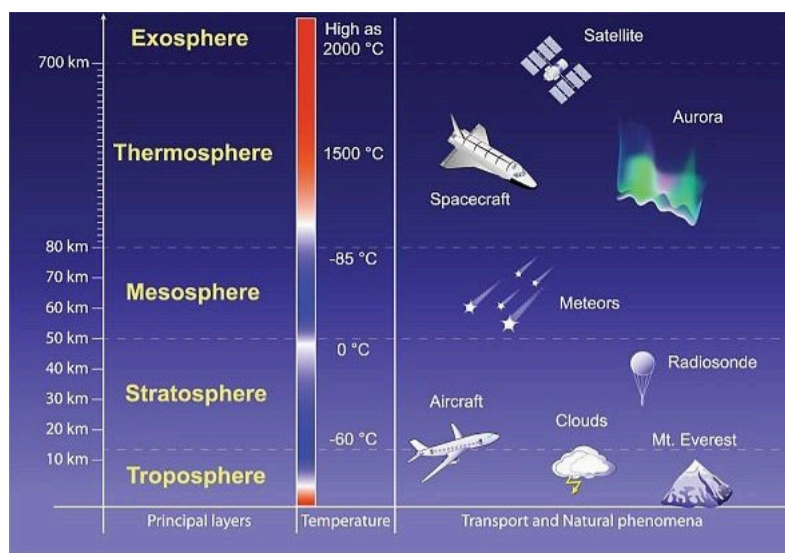 Exosphere
High as
2000 °C
Satellite
700 km
Aurora
Thermosphere
1500 °C
Spacecraft
80 km
-85 °C
70 km
Mesosphere
60 km
Meteors
50 km
0 °C
40 km
Radiosonde
Stratosphere
30 km
Aircraft
20 km
Clouds
-60 °C
Mt. Everest
10 km
Troposphere
Principal layers
Temperature
Transport and Natural phenomena